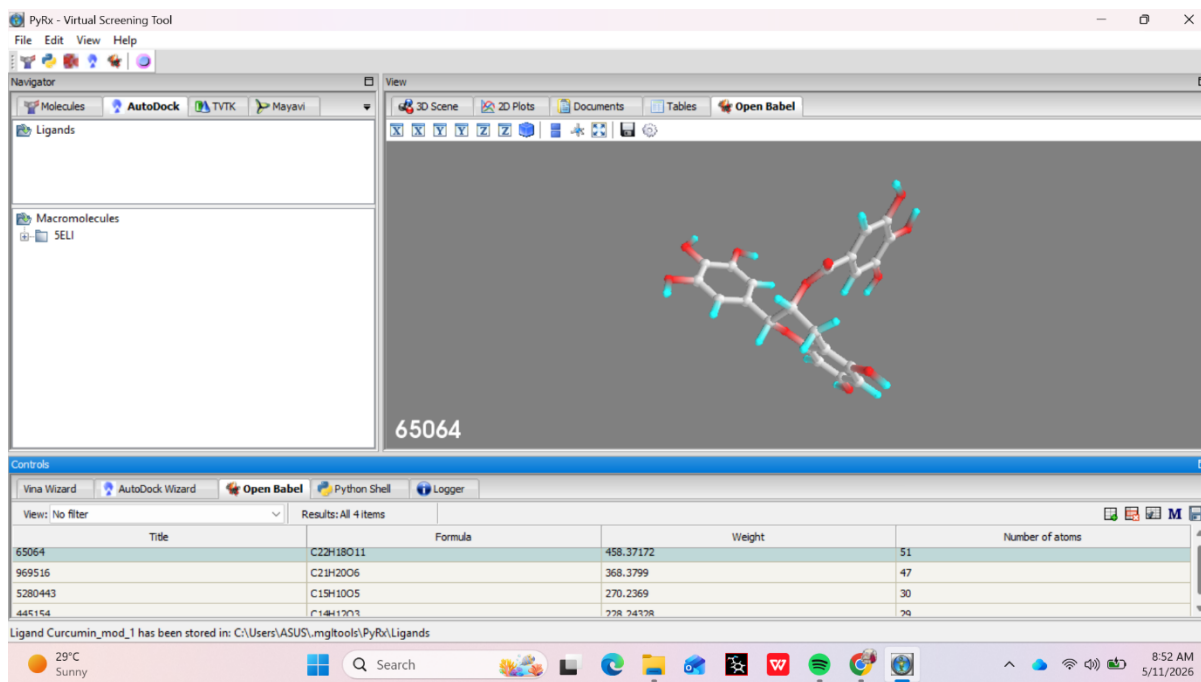 PyRx - Virtual Screening Tool
File Edit View Help
Navigator
View
Molecules AutoDock TVTK Mayavi
3D Scene 2D Plots Documents Tables Open Babel
Ligands
X X Y Y Z Z
Macromolecules
5ELI
65064
Controls
Vina Wizard AutoDock Wizard Open Babel Python Shell Logger
View: No filter Results: All 4 items M
Title Formula Weight Number of atoms
65064 C22H18O11 458.37172 51
969516 C21H20O6 368.3799 47
5280443 C15H10O5 270.2369 30
445154 C14H12O3 228.24328 29
Ligand Curcumin_mod_1 has been stored in: C:\Users\ASUS\.mgltools\PyRx\Ligands
29°C
Sunny
Search
W
8:52 AM
5/11/2026